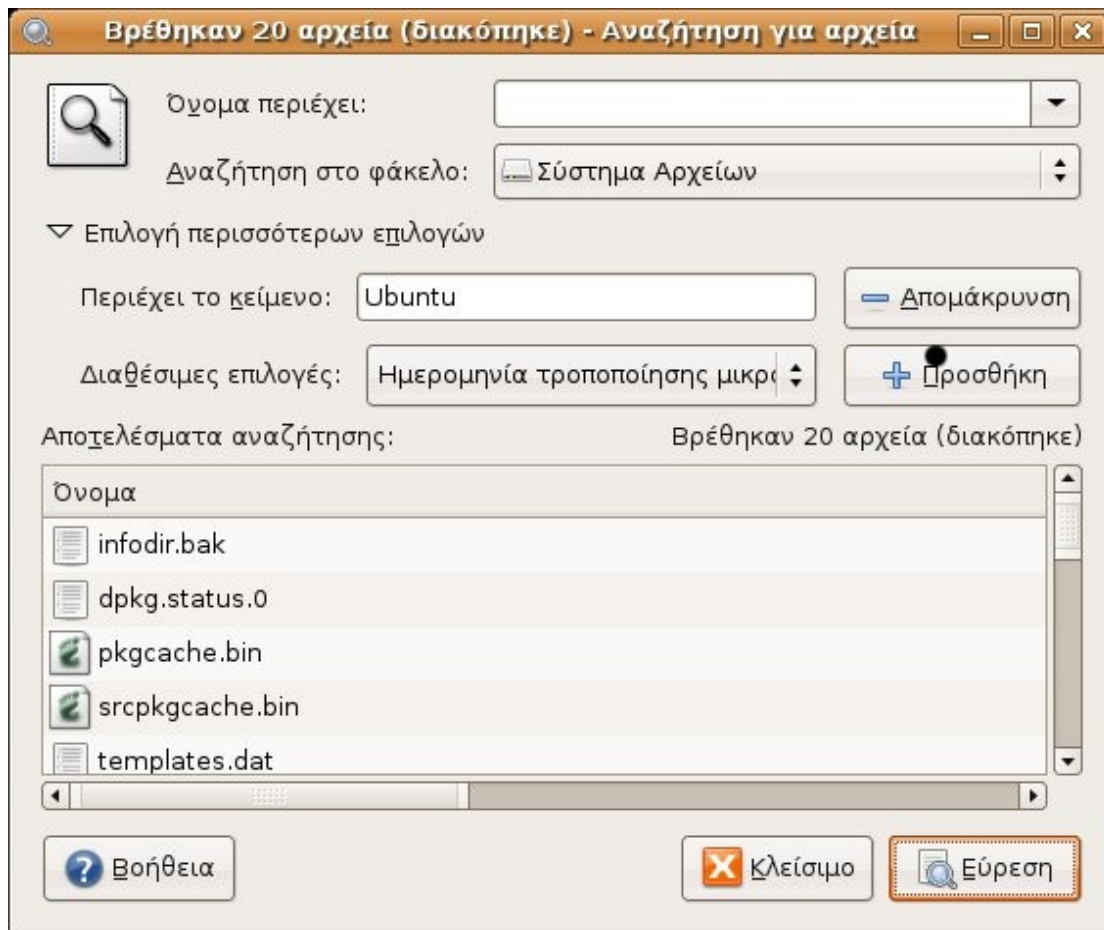 Βρέθηκαν 20 αρχεία (διακόπηκε) - Αναζήτηση για αρχεία
Όνομα περιέχει:
Αναζήτηση στο φάκελο: Σύστημα Αρχείων
Επιλογή περισσότερων επιλογών
Περιέχει το κείμενο: Ubuntu Απομάκρυνση
Διαθέσιμες επιλογές: Ημερομηνία τροποποίησης Προσθήκη
Αποτελέσματα αναζήτησης: Βρέθηκαν 20 αρχεία (διακόπηκε)
Όνομα
infodir.bak
dpkg.status.0
pkgcache.bin
srcpkgcache.bin
templates.dat
Βοήθεια Κλείσιμο Εύρεση